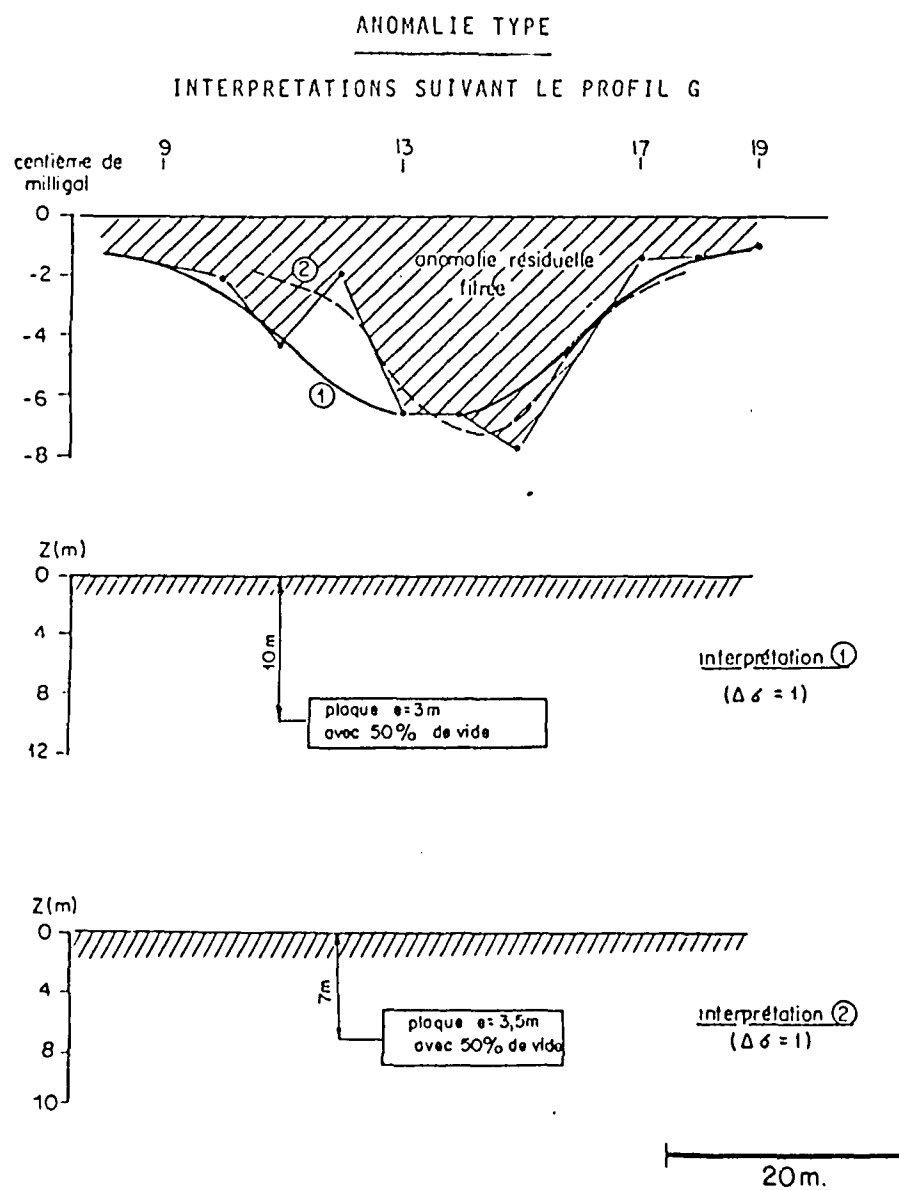 ANOMALIE TYPE
INTERPRETATIONS SUIVANT LE PROFIL G
9 13 17 19
centième de
milligal
0
-2
-4
-6
-8
②
anomalie résiduelle
filtrée
①
Z(m)
0
4
8
12
10m
plaque e=3m
avec 50% de vide
interprétation ①
(Δσ=1)
Z(m)
0
4
8
10
7m
plaque e=3,5m
avec 50% de vide
interprétation ②
(Δσ=1)
20m.